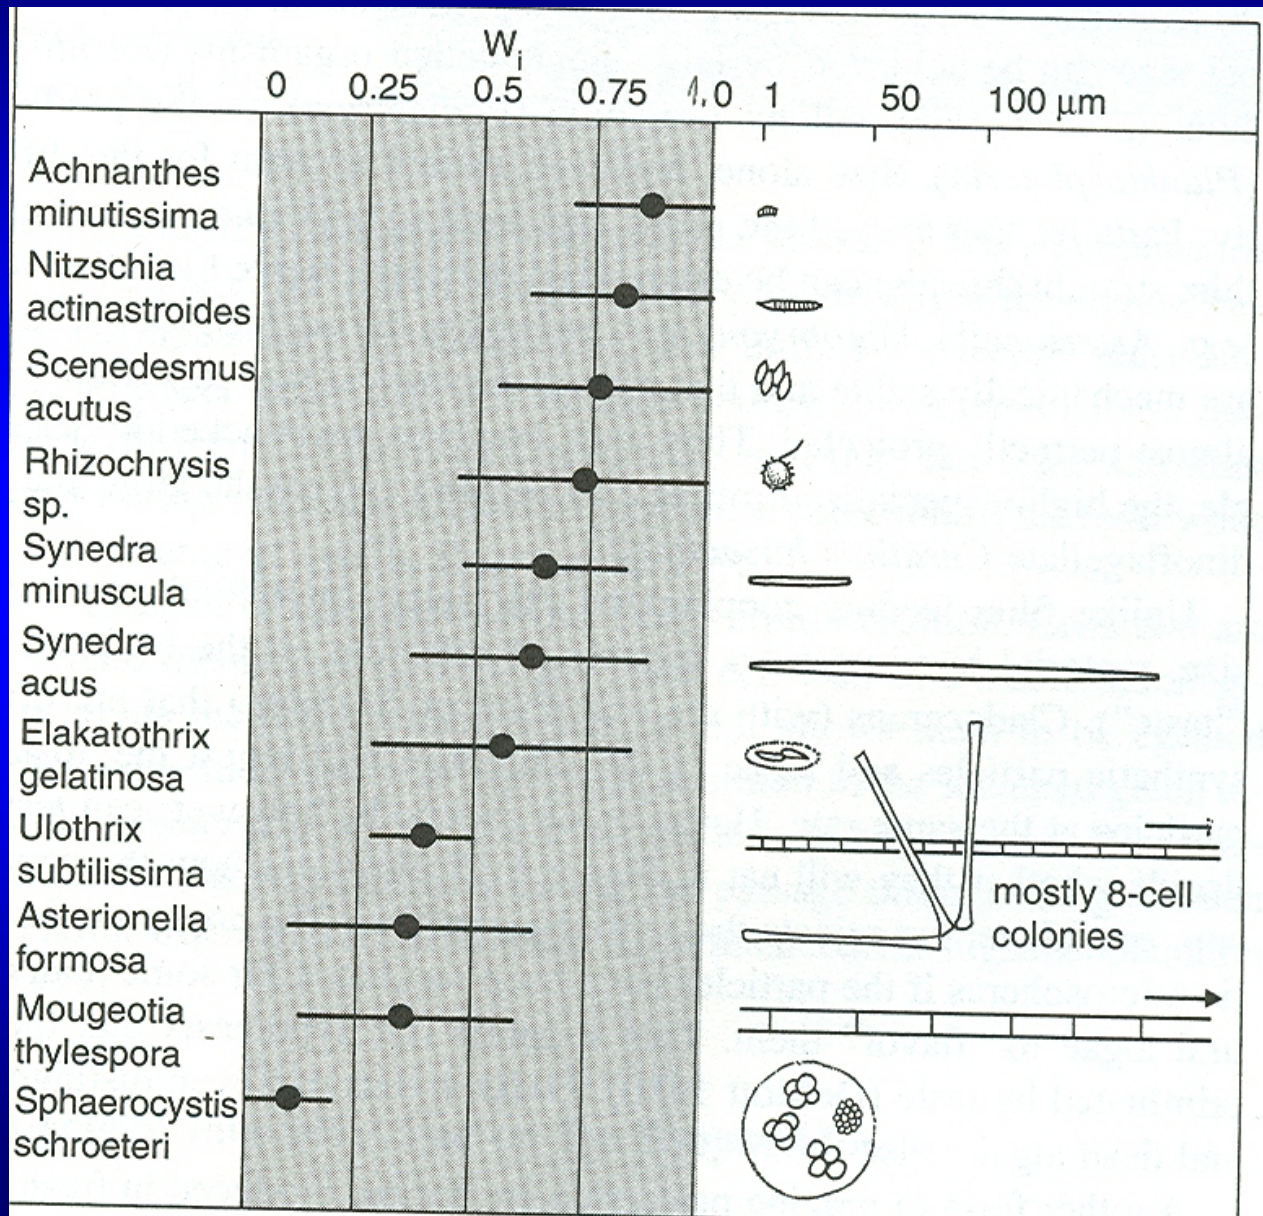 Wi
0 0.25 0.5 0.75 1.0 1 50 100 μm
Achnanthes
minutissima
Nitzschia
actinastroides
Scenedesmus
acutus
Rhizochrysis
sp.
Synedra
minuscula
Synedra
acus
Elakatothrix
gelatinosa
Ulothrix
subtilissima
Asterionella
formosa
mostly 8-cell
colonies
Mougeotia
thylespora
Sphaerocystis
schroeteri